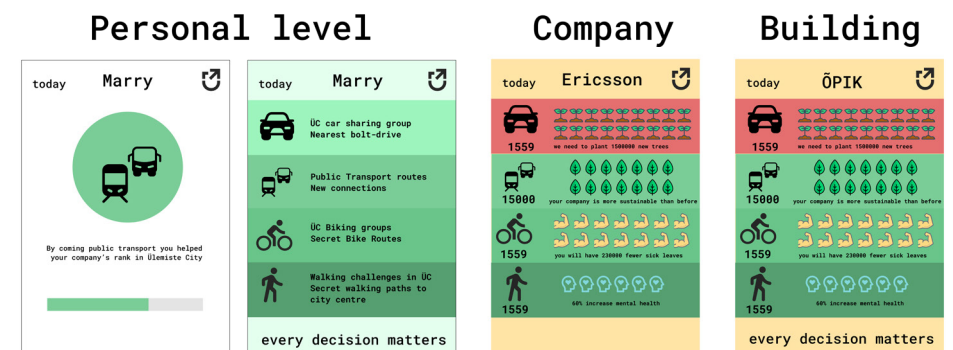 Personal level
Company
Building
today
Marry
By coming public transport you helped
your company's rank in Ülemiste City
today
Marry
ÜC car sharing group
Nearest bolt-drive
Public Transport routes
New connections
ÜC Biking groups
Secret Bike Routes
Walking challenges in ÜC
Secret walking paths to
city centre
every decision matters
today
Ericsson
1559
we need to plant 1500000 new trees
15000
your company is more sustainable than before
1559
you will have 230000 fewer sick leaves
1559
60% increase mental health
today
ÕPIK
1559
we need to plant 1500000 new trees
15000
your company is more sustainable than before
1559
you will have 230000 fewer sick leaves
1559
60% increase mental health
every decision matters